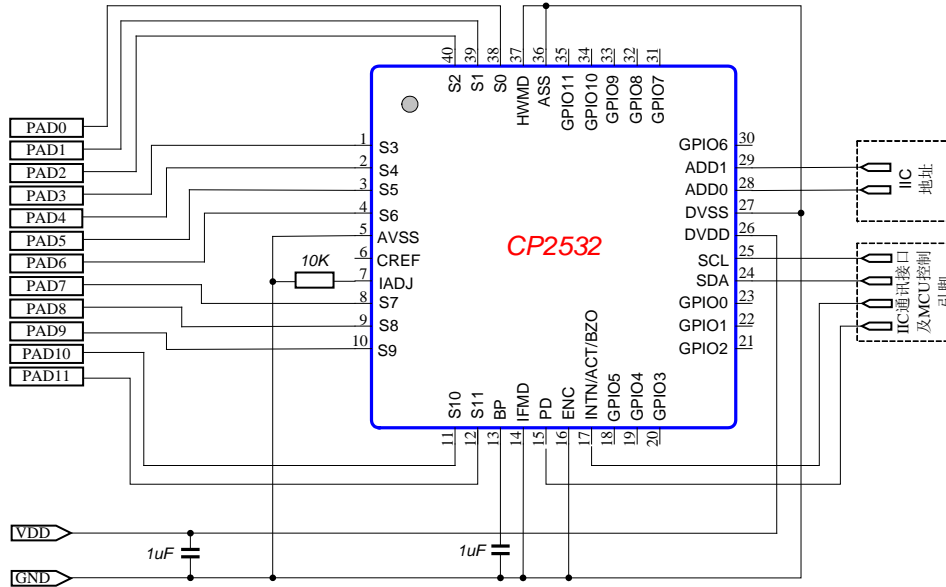 40
39
38
37
36
35
34
33
32
31
S2
S1
S0
HWMD
ASS
GPIO11
GPIO10
GPIO9
GPIO8
GPIO7
PAD0
PAD1
PAD2
PAD3
PAD4
PAD5
PAD6
PAD7
PAD8
PAD9
PAD10
PAD11
1 S3
2 S4
3 S5
4 S6
5 AVSS
6 CREF
7 IADJ
8 S7
9 S8
10 S9
10K
CP2532
GPIO6 30
ADD1 29
ADD0 28
DVSS 27
DVDD 26
SCL 25
SDA 24
GPIO0 23
GPIO1 22
GPIO2 21
IIC
地址
IIC通讯接口
及MCU控制
引脚
S10
S11
BP
IFMD
PD
ENC
INTN/ACT/BZO
GPIO5
GPIO4
GPIO3
11
12
13
14
15
16
17
18
19
20
VDD
1uF
1uF
GND